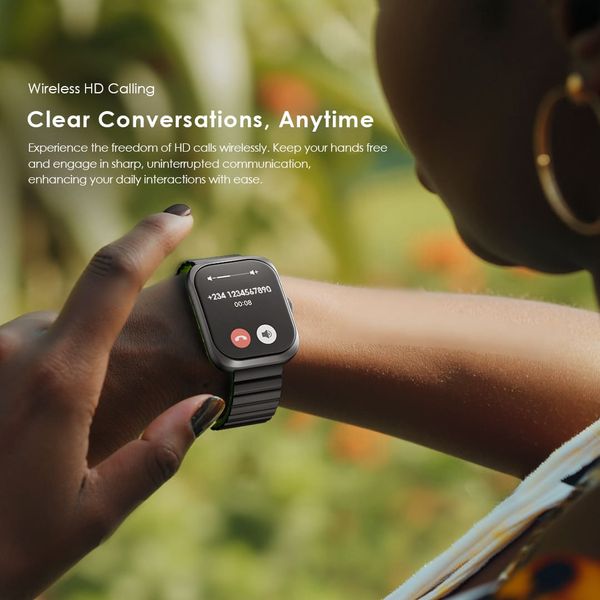 Wireless HD Calling
Clear Conversations, Anytime
Experience the freedom of HD calls wirelessly. Keep your hands free
and engage in sharp, uninterrupted communication,
enhancing your daily interactions with ease.
+234 1234567890
00:08